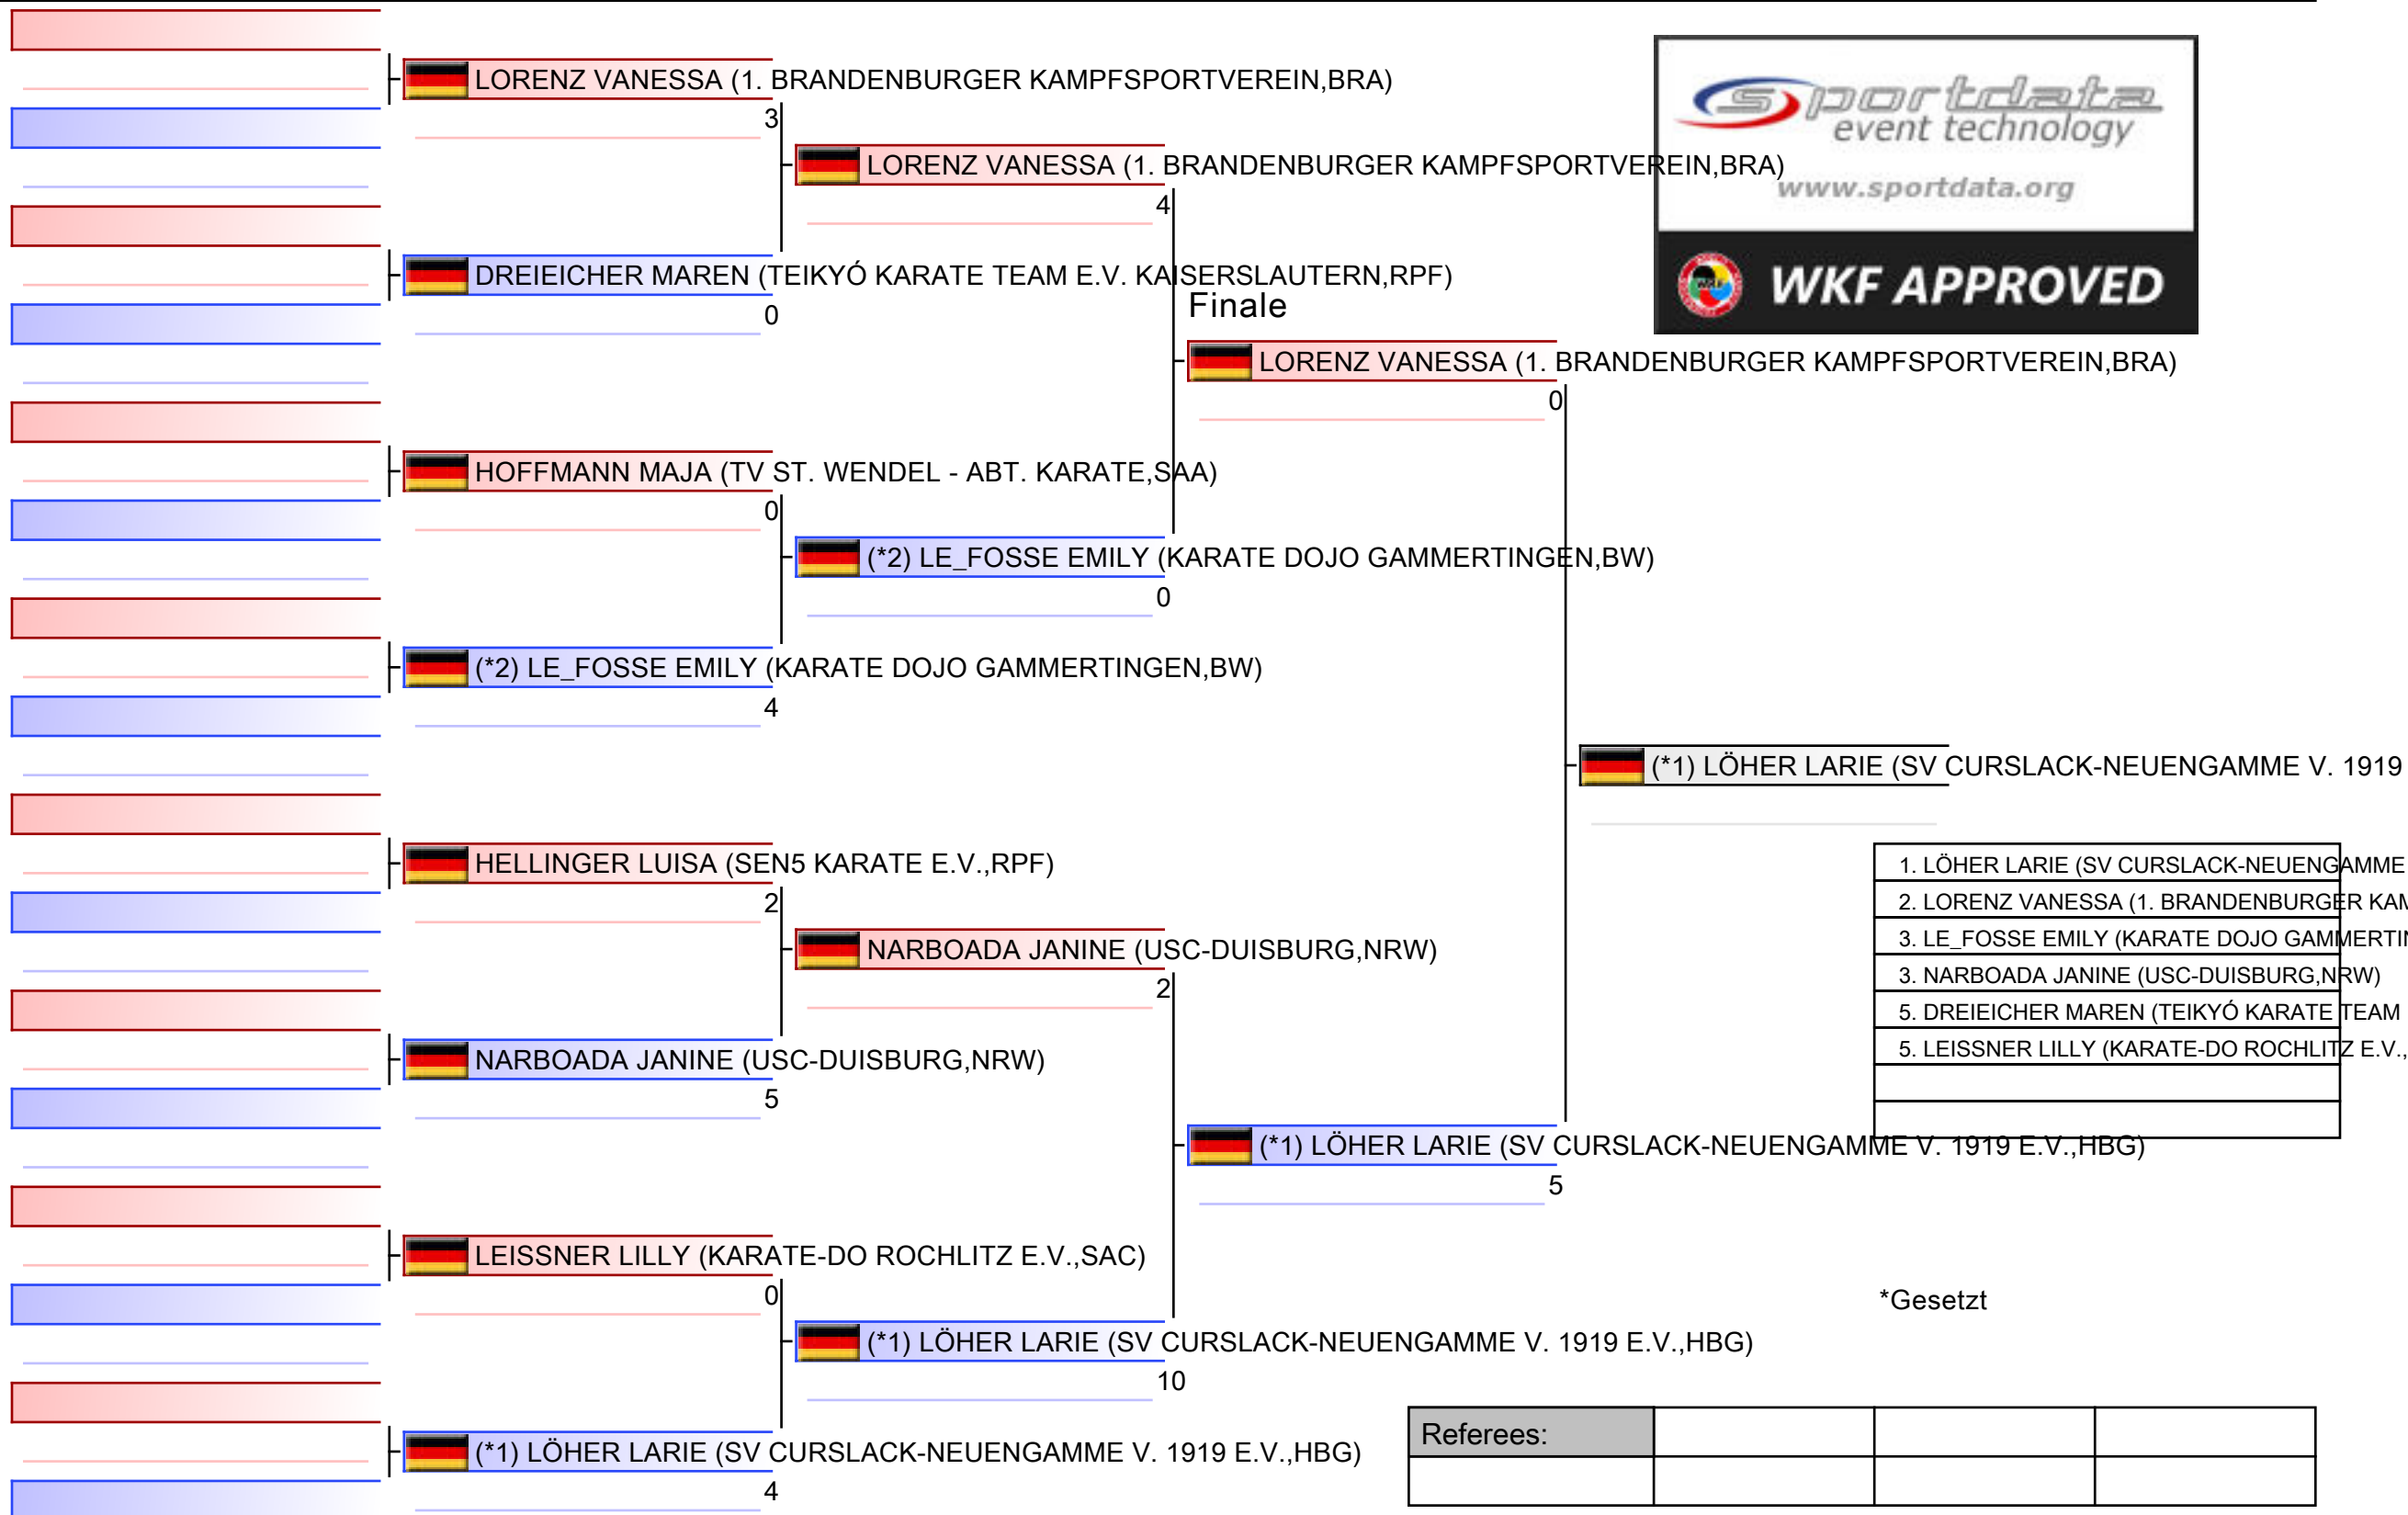 LORENZ VANESSA (1. BRANDENBURGER KAMPFSPORTVEREIN,BRA)
3
DREIEICHER MAREN (TEIKYÓ KARATE TEAM E.V. KAISERSLAUTERN,RPF)
0
HOFFMANN MAJA (TV ST. WENDEL - ABT. KARATE,SAA)
0
(*2) LE_FOSSE EMILY (KARATE DOJO GAMMERTINGEN,BW)
4
HELLINGER LUISA (SEN5 KARATE E.V.,RPF)
2
NARBOADA JANINE (USC-DUISBURG,NRW)
5
LEISSNER LILLY (KARATE-DO ROCHLITZ E.V.,SAC)
0
(*1) LÖHER LARIE (SV CURSLACK-NEUENGAMME V. 1919 E.V.,HBG)
4
LORENZ VANESSA (1. BRANDENBURGER KAMPFSPORTVEREIN,BRA)
4
(*2) LE_FOSSE EMILY (KARATE DOJO GAMMERTINGEN,BW)
0
NARBOADA JANINE (USC-DUISBURG,NRW)
2
(*1) LÖHER LARIE (SV CURSLACK-NEUENGAMME V. 1919 E.V.,HBG)
10
Finale
LORENZ VANESSA (1. BRANDENBURGER KAMPFSPORTVEREIN,BRA)
0
(*1) LÖHER LARIE (SV CURSLACK-NEUENGAMME V. 1919 E.V.,HBG)
5
(*1) LÖHER LARIE (SV CURSLACK-NEUENGAMME V. 1919
sportdata
event technology
www.sportdata.org
WKF APPROVED
1. LÖHER LARIE (SV CURSLACK-NEUENGAMME
2. LORENZ VANESSA (1. BRANDENBURGER KAM
3. LE_FOSSE EMILY (KARATE DOJO GAMMERTIN
3. NARBOADA JANINE (USC-DUISBURG,NRW)
5. DREIEICHER MAREN (TEIKYÓ KARATE TEAM
5. LEISSNER LILLY (KARATE-DO ROCHLITZ E.V.,
*Gesetzt
Referees: